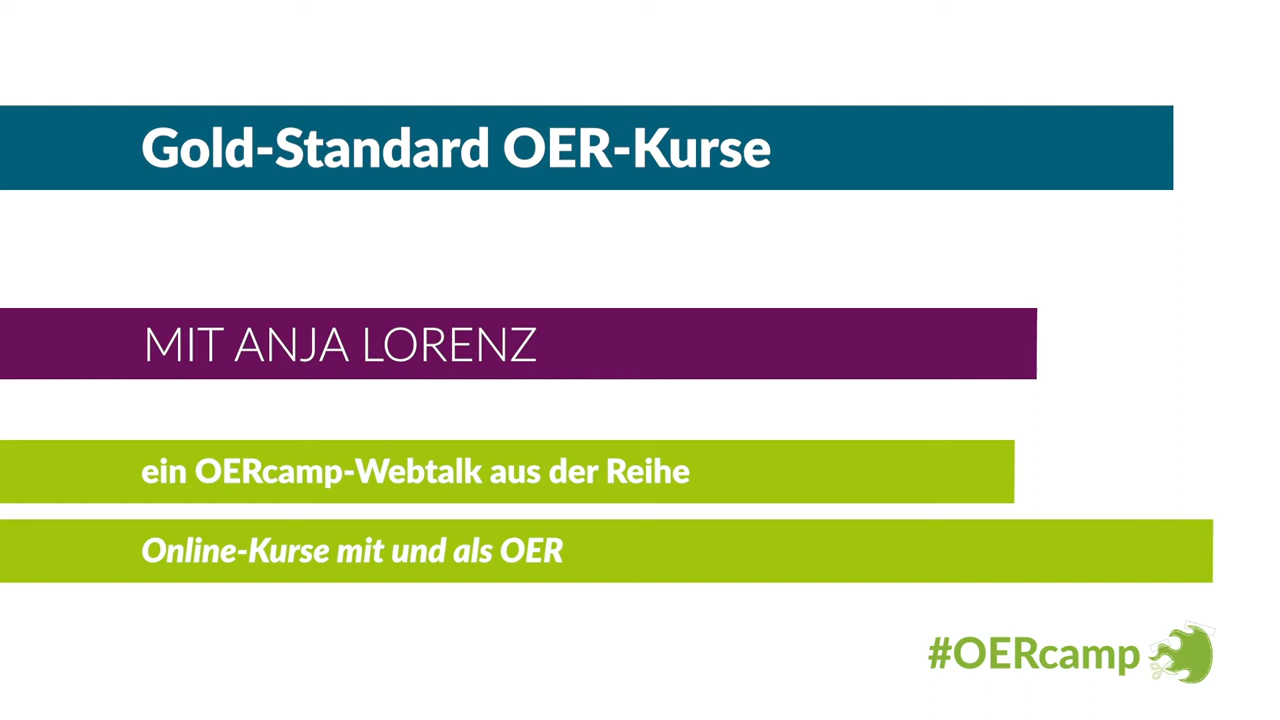 Gold-Standard OER-Kurse
MIT ANJA LORENZ
ein OERcamp-Webtalk aus der Reihe
Online-Kurse mit und als OER
#OERcamp